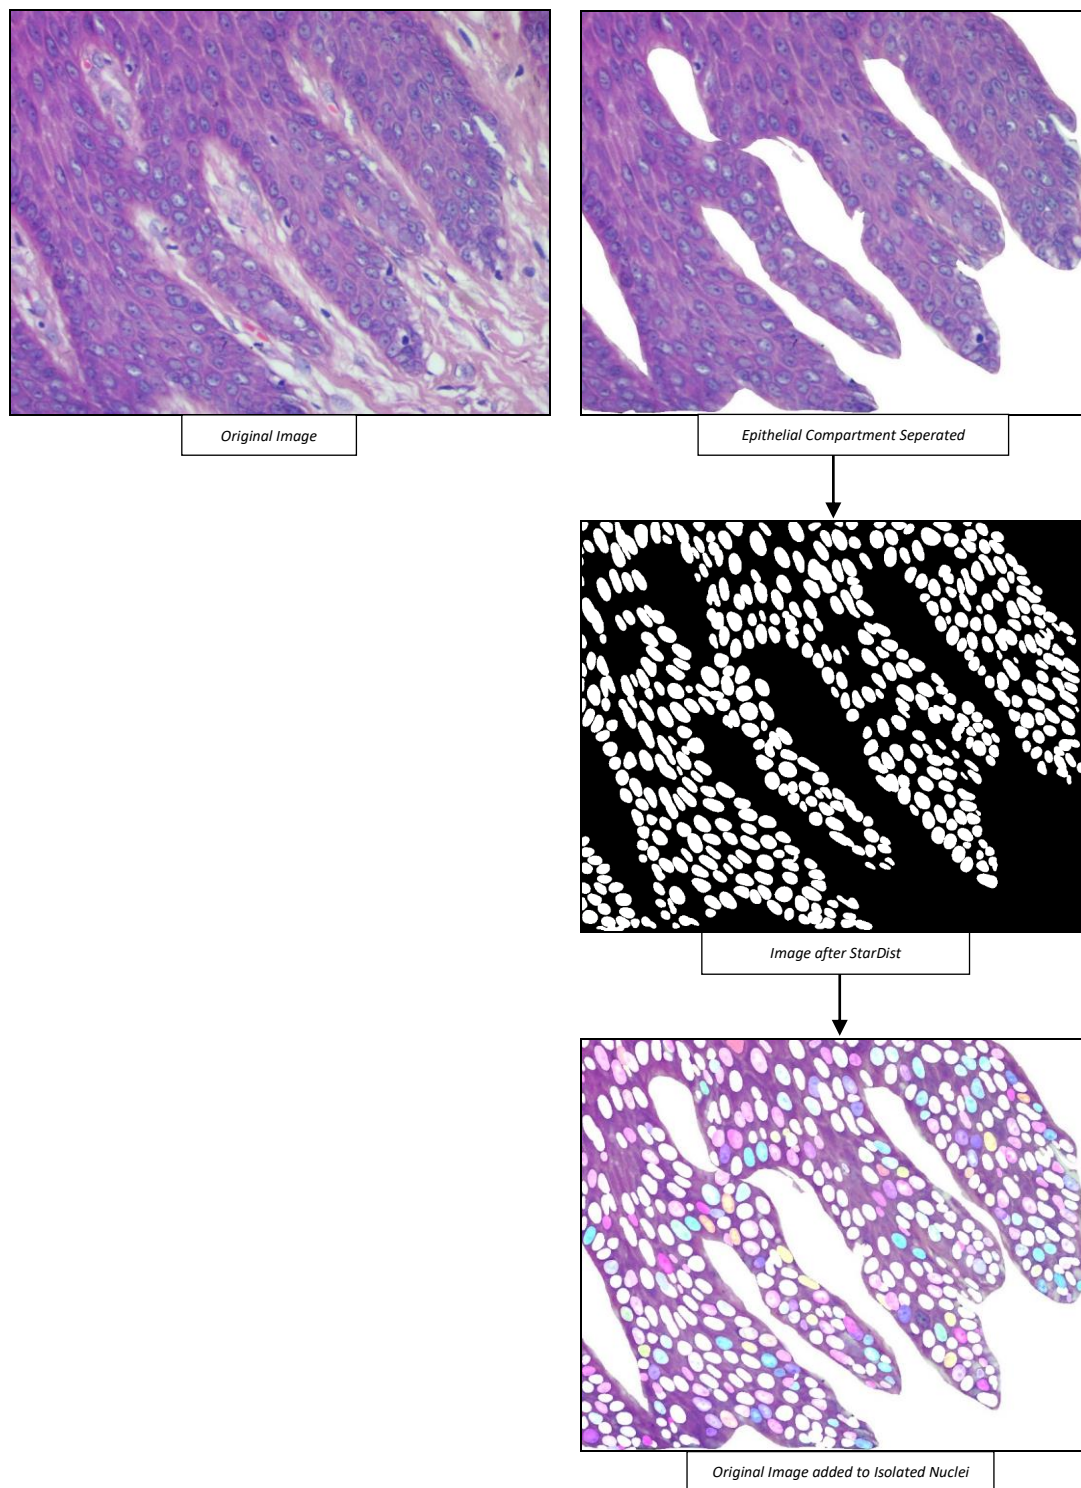 Original Image
Epithelial Compartment Seperated
Image after StarDist
Original Image added to Isolated Nuclei